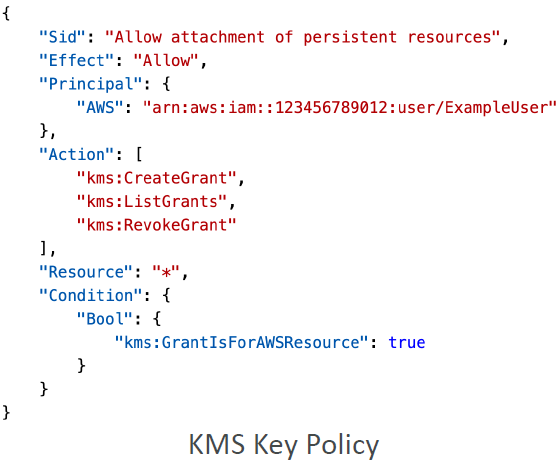 {
    "Sid": "Allow attachment of persistent resources",
    "Effect": "Allow",
    "Principal": {
        "AWS": "arn:aws:iam::123456789012:user/ExampleUser"
    },
    "Action": [
        "kms:CreateGrant",
        "kms:ListGrants",
        "kms:RevokeGrant"
    ],
    "Resource": "*",
    "Condition": {
        "Bool": {
            "kms:GrantIsForAWSResource": true
        }
    }
}
KMS Key Policy